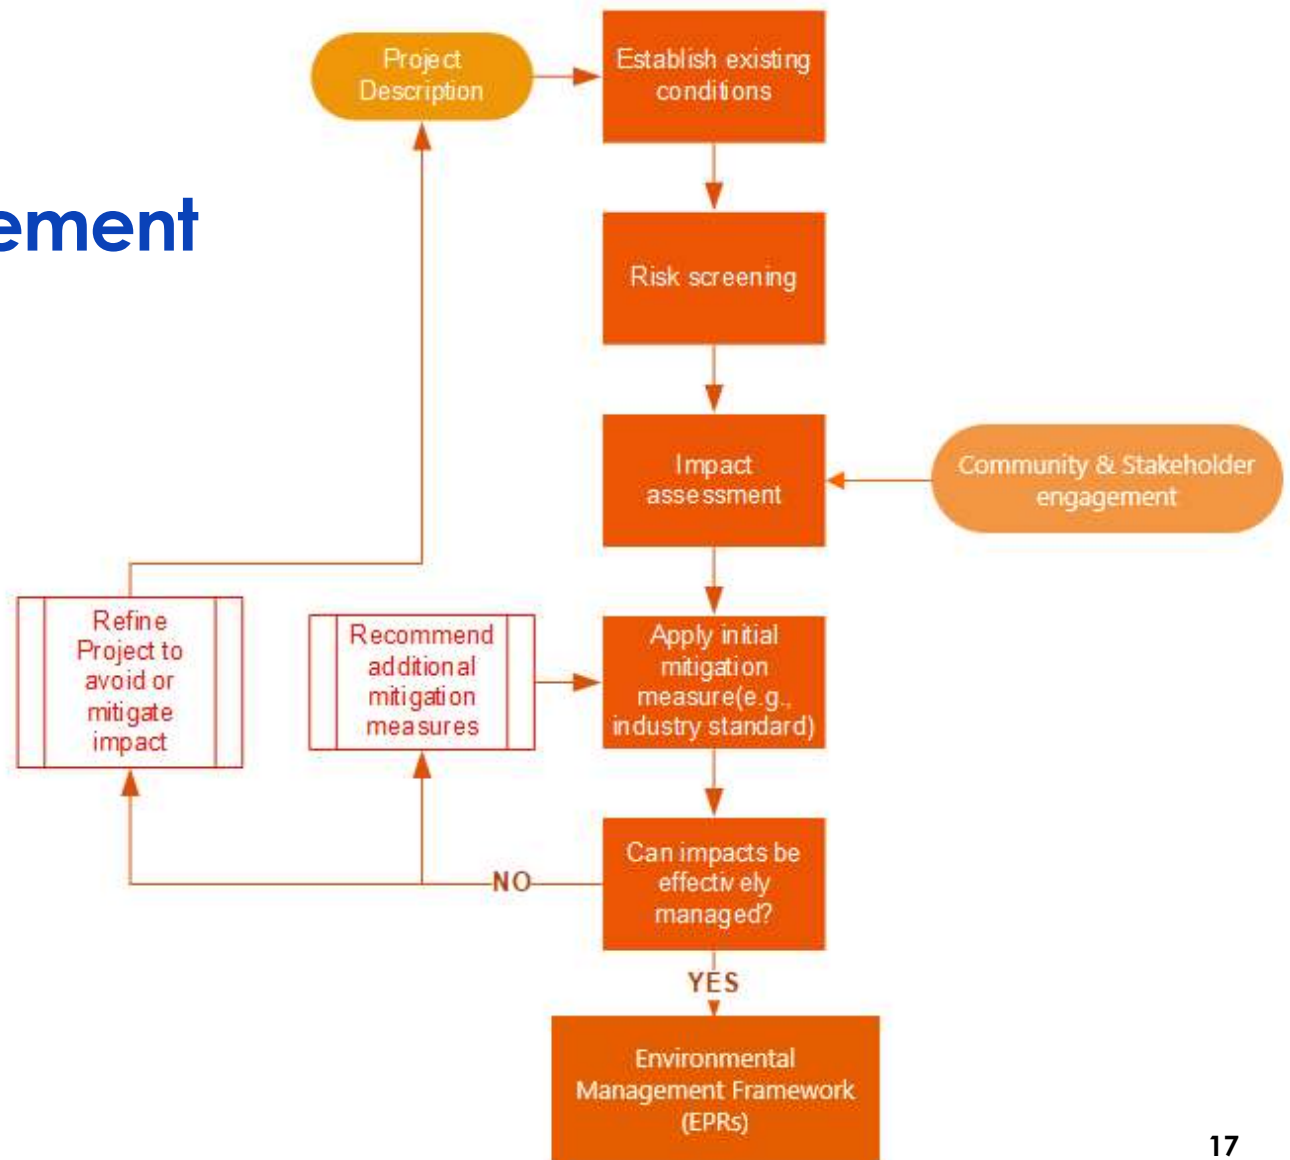 ement
Project
Description
Establish existing
conditions
Risk screening
Impact
assessment
Community & Stakeholder
engagement
Refine
Project to
avoid or
mitigate
impact
Recommend
additional
mitigation
measures
Apply initial
mitigation
measure(e.g.,
industry standard)
Can impacts be
effectively
managed?
NO
YES
Environmental
Management Framework
(EPRs)
17